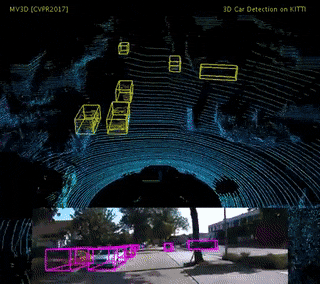 MV3D [CVPR2017]
3D Car Detection on KITTI